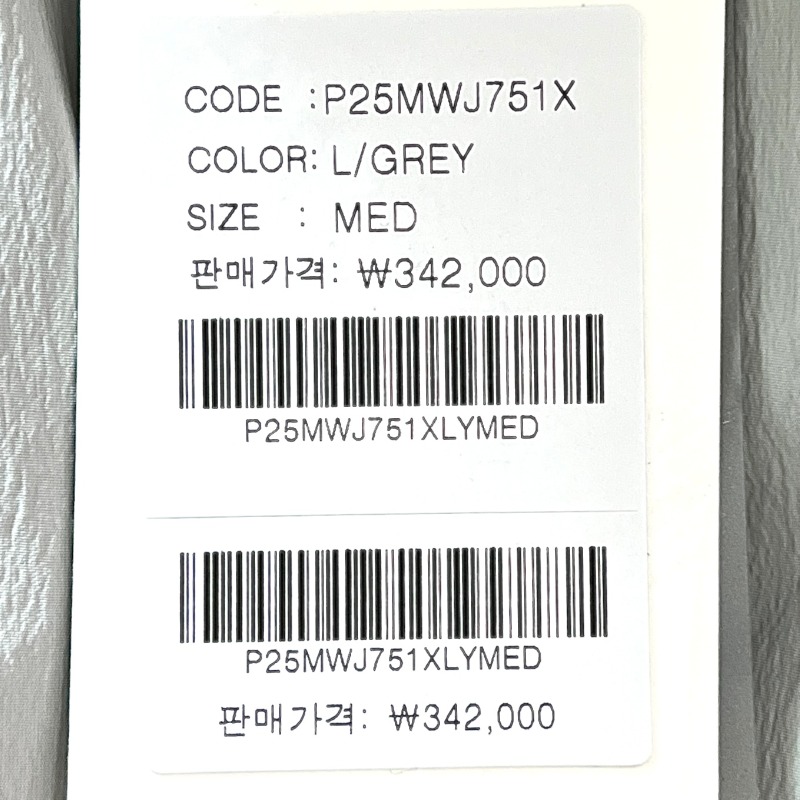 CODE :P25MWJ751X
COLOR: L/GREY
SIZE : MED
판매가격: ₩342,000
P25MWJ751XLYMED
P25MWJ751XLYMED
판매가격: ₩342,000